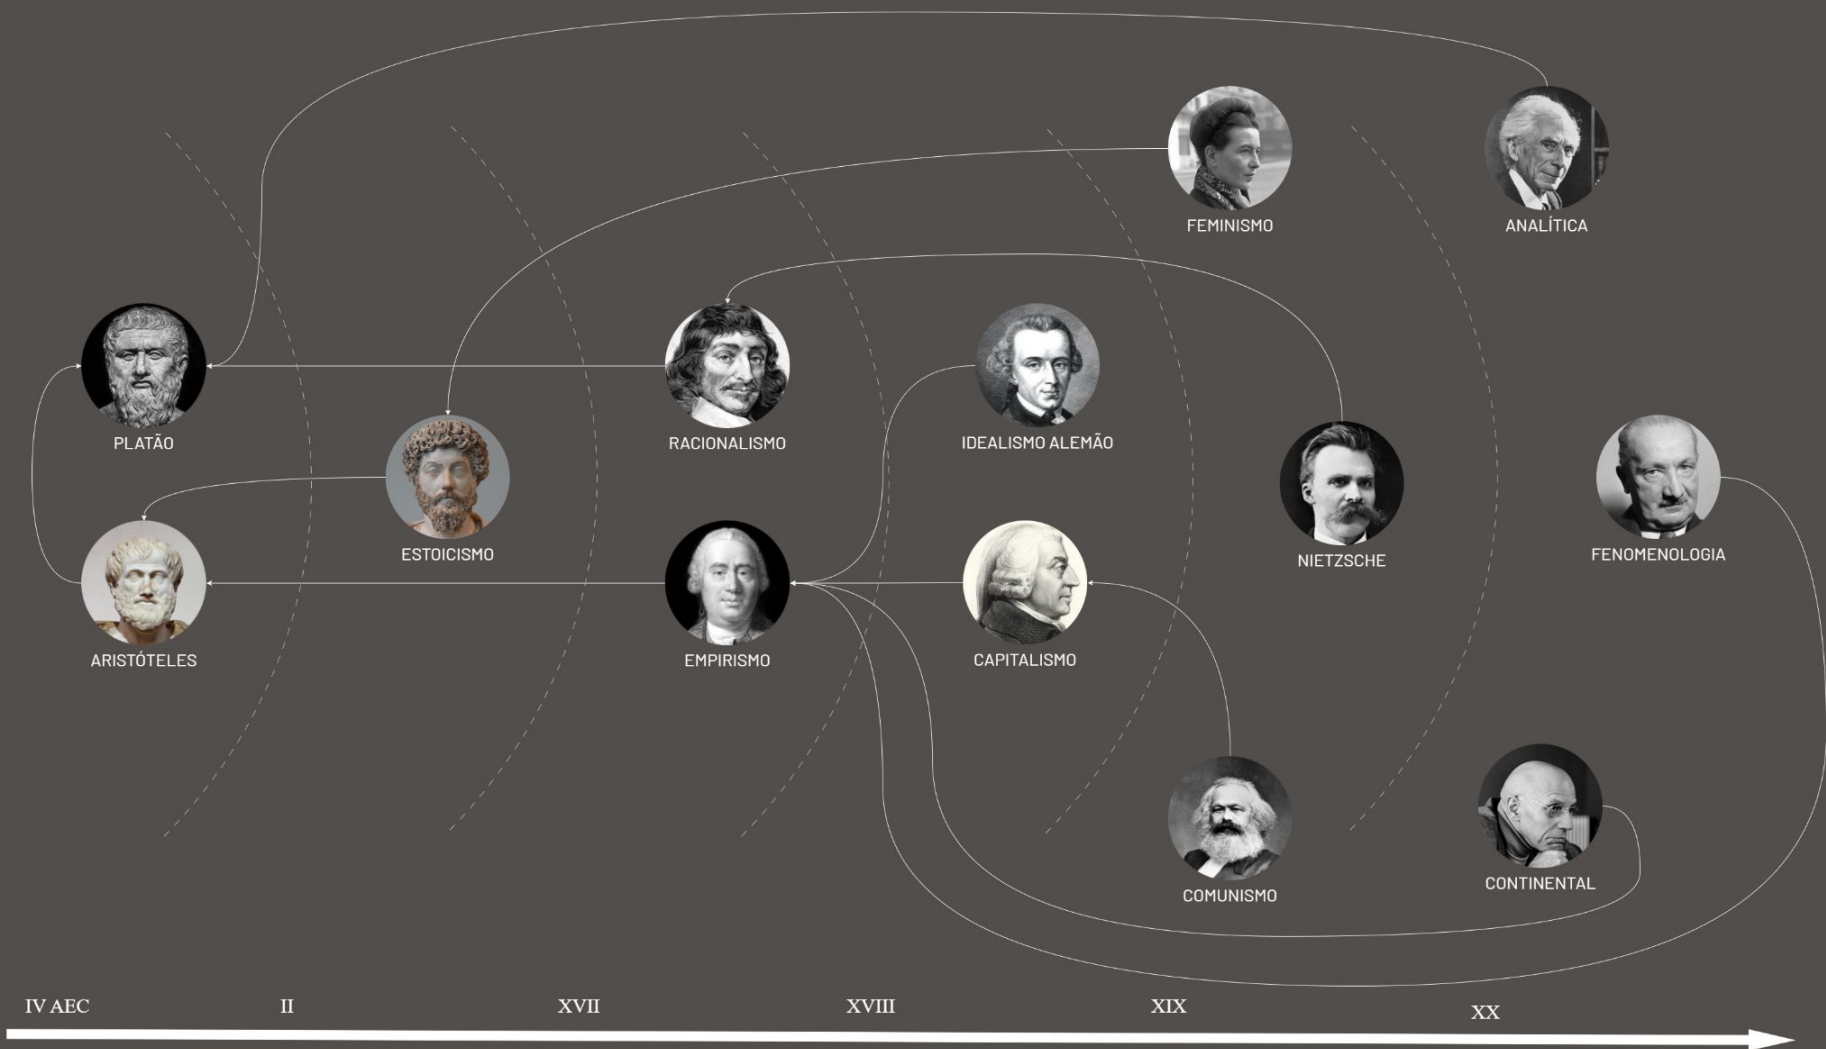 FEMINISMO
ANALÍTICA
PLATÃO
RACIONALISMO
IDEALISMO ALEMÃO
ESTOICISMO
NIETZSCHE
FENOMENOLOGIA
ARISTÓTELES
EMPIRISMO
CAPITALISMO
COMUNISMO
CONTINENTAL
IV AEC
II
XVII
XVIII
XIX
XX